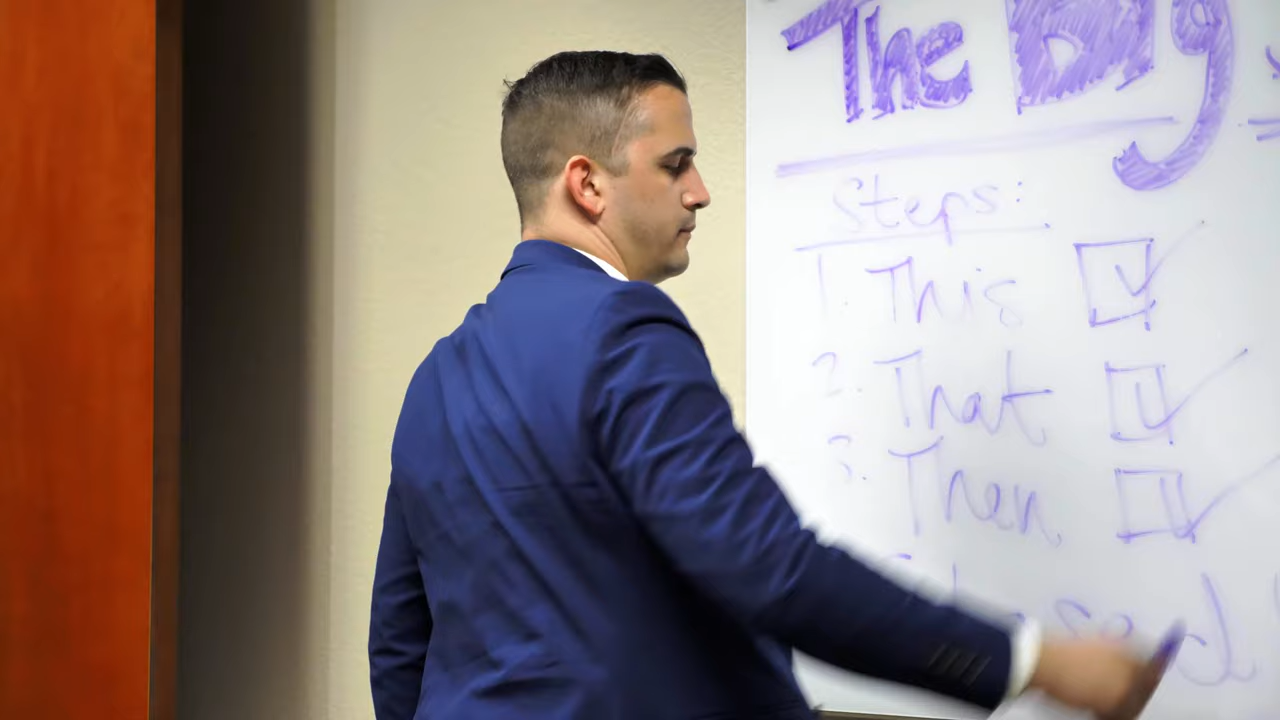 The Big
Steps:
1. This
2. That
3. Then